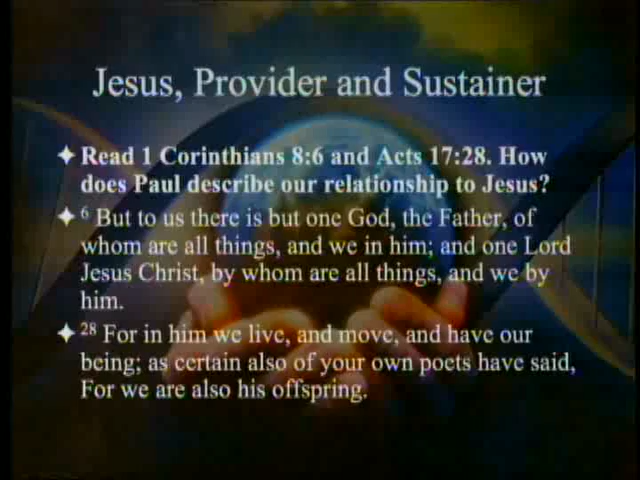 Jesus, Provider and Sustainer
Read 1 Corinthians 8:6 and Acts 17:28. How
does Paul describe our relationship to Jesus?
6 But to us there is but one God, the Father, of
whom are all things, and we in him; and one Lord
Jesus Christ, by whom are all things, and we by
him.
28 For in him we live, and move, and have our
being; as certain also of your own poets have said,
For we are also his offspring.